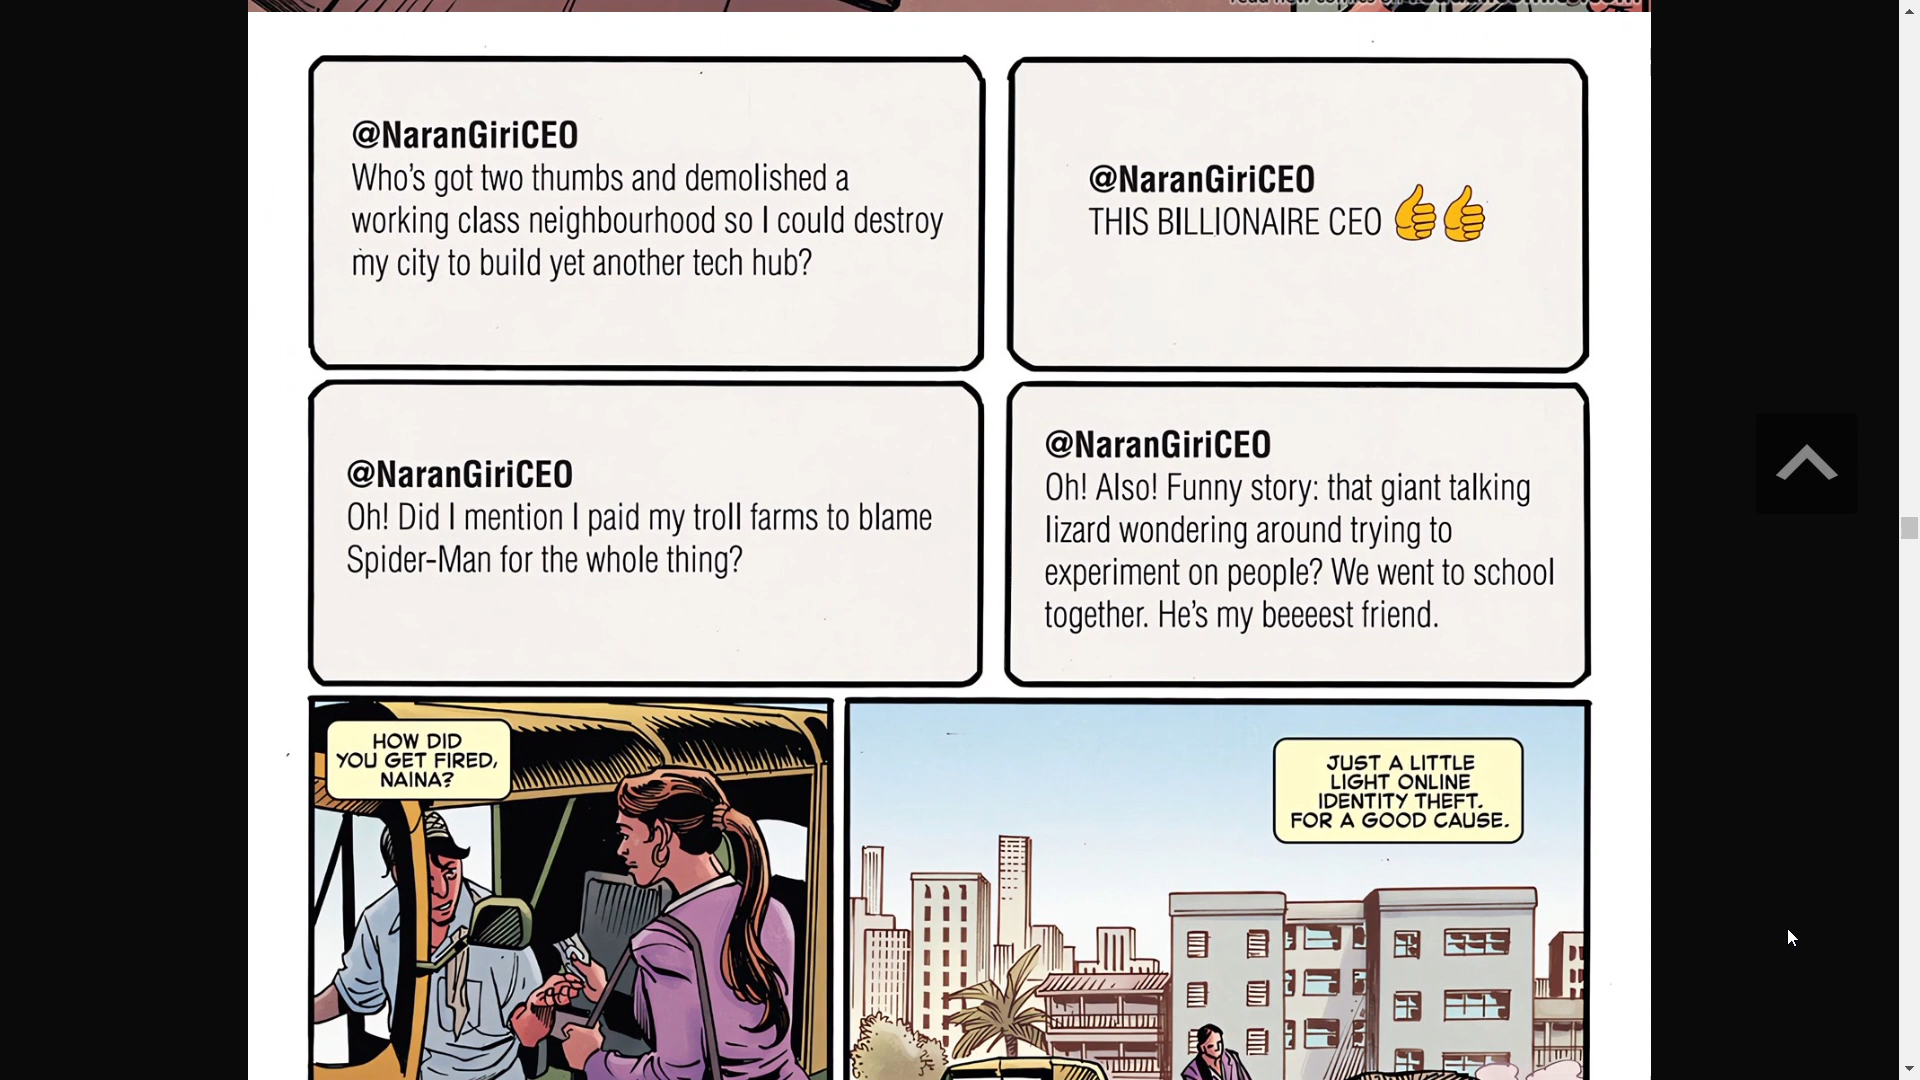 @NaranGiriCEO
Who's got two thumbs and demolished a
working class neighbourhood so I could destroy
my city to build yet another tech hub?
@NaranGiriCEO
THIS BILLIONAIRE CEO 👍👍
@NaranGiriCEO
Oh! Did I mention I paid my troll farms to blame
Spider-Man for the whole thing?
@NaranGiriCEO
Oh! Also! Funny story: that giant talking
lizard wondering around trying to
experiment on people? We went to school
together. He's my beeeest friend.
HOW DID
YOU GET FIRED,
NAINA?
JUST A LITTLE
LIGHT ONLINE
IDENTITY THEFT.
FOR A GOOD CAUSE.